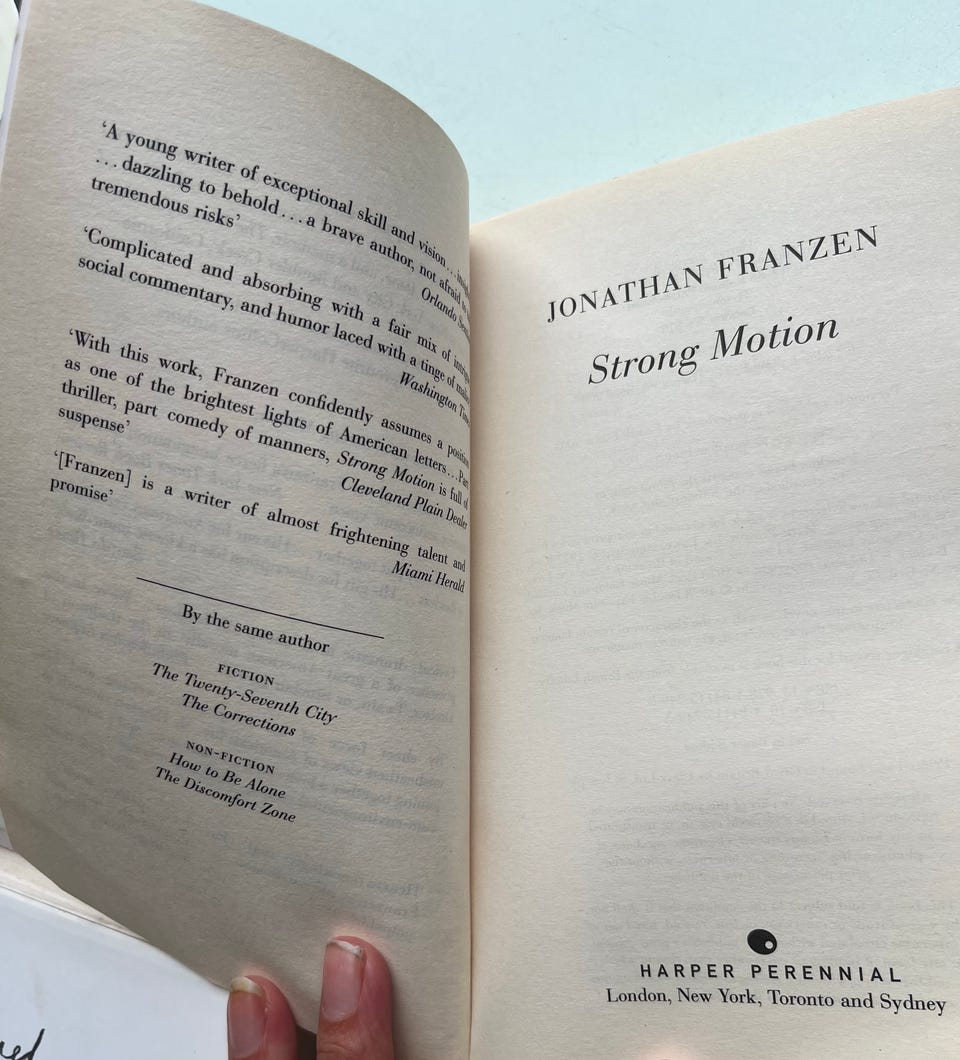 ‘A young writer of exceptional skill and vision...
...dazzling to behold...a brave author, not afraid to
tremendous risks’
Orlando
‘Complicated and absorbing with a fair mix of
social commentary, and humor laced with a tinge of
Washington
‘With this work, Franzen confidently assumes a
as one of the brightest lights of American letters...Part
thriller, part comedy of manners, Strong Motion is full of
suspense’
Cleveland Plain Dealer
‘[Franzen] is a writer of almost frightening talent and
promise’
Miami Herald
By the same author
FICTION
The Twenty-Seventh City
The Corrections
NON-FICTION
How to Be Alone
The Discomfort Zone
JONATHAN FRANZEN
Strong Motion
HARPER PERENNIAL
London, New York, Toronto and Sydney